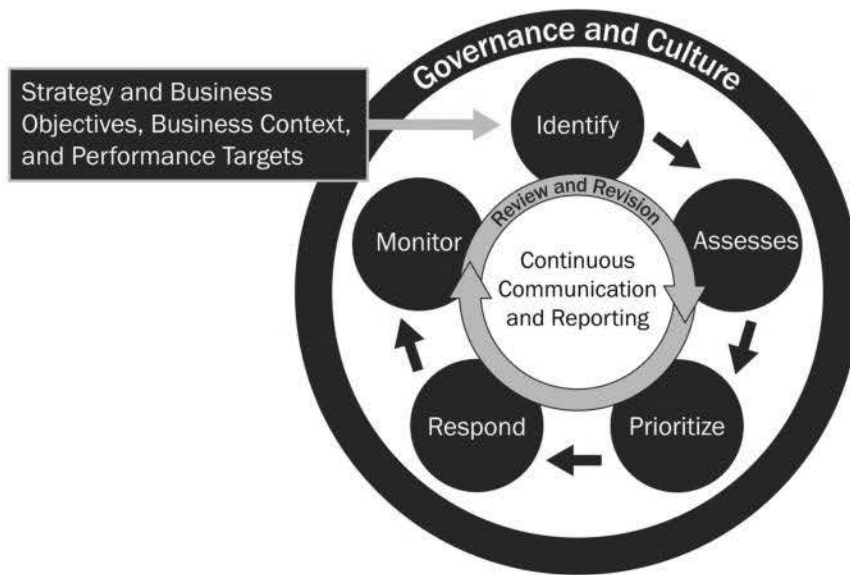 Governance and Culture
Strategy and Business
Objectives, Business Context,
and Performance Targets
Identify
Review and Revision
Monitor
Assesses
Continuous
Communication
and Reporting
Respond
Prioritize